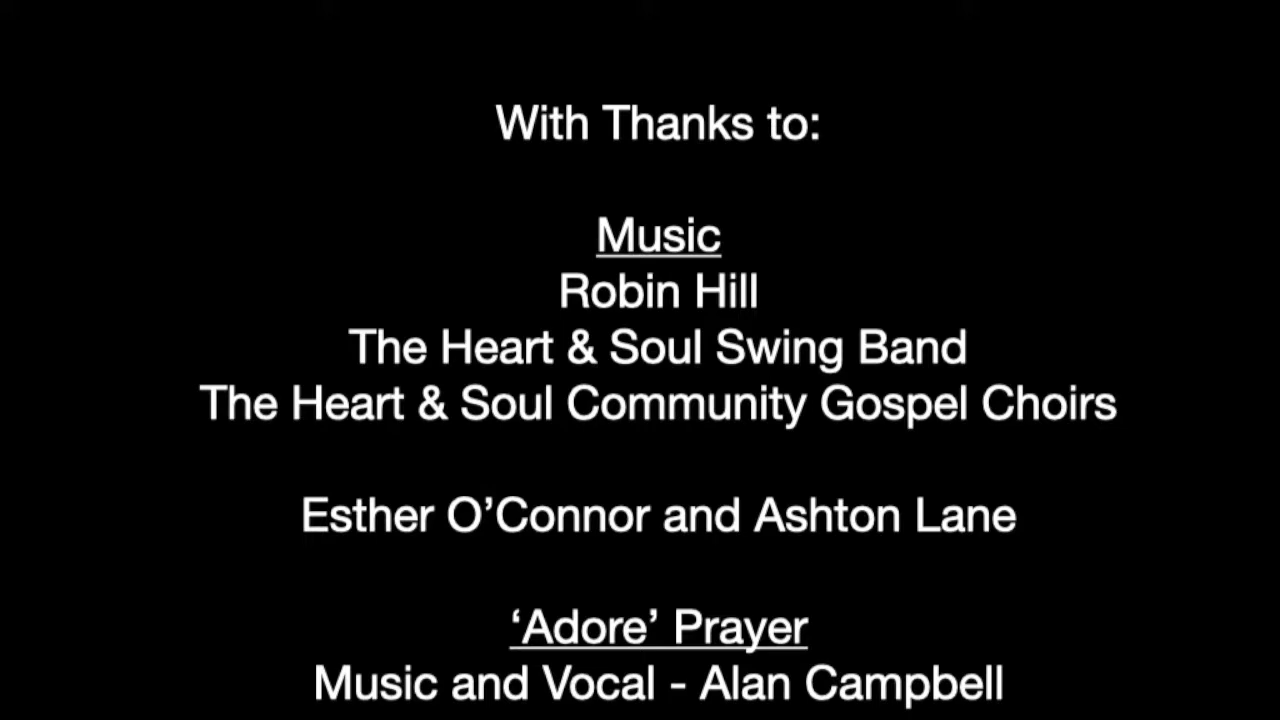 With Thanks to:
Music
Robin Hill
The Heart & Soul Swing Band
The Heart & Soul Community Gospel Choirs
Esther O’Connor and Ashton Lane
‘Adore’ Prayer
Music and Vocal - Alan Campbell